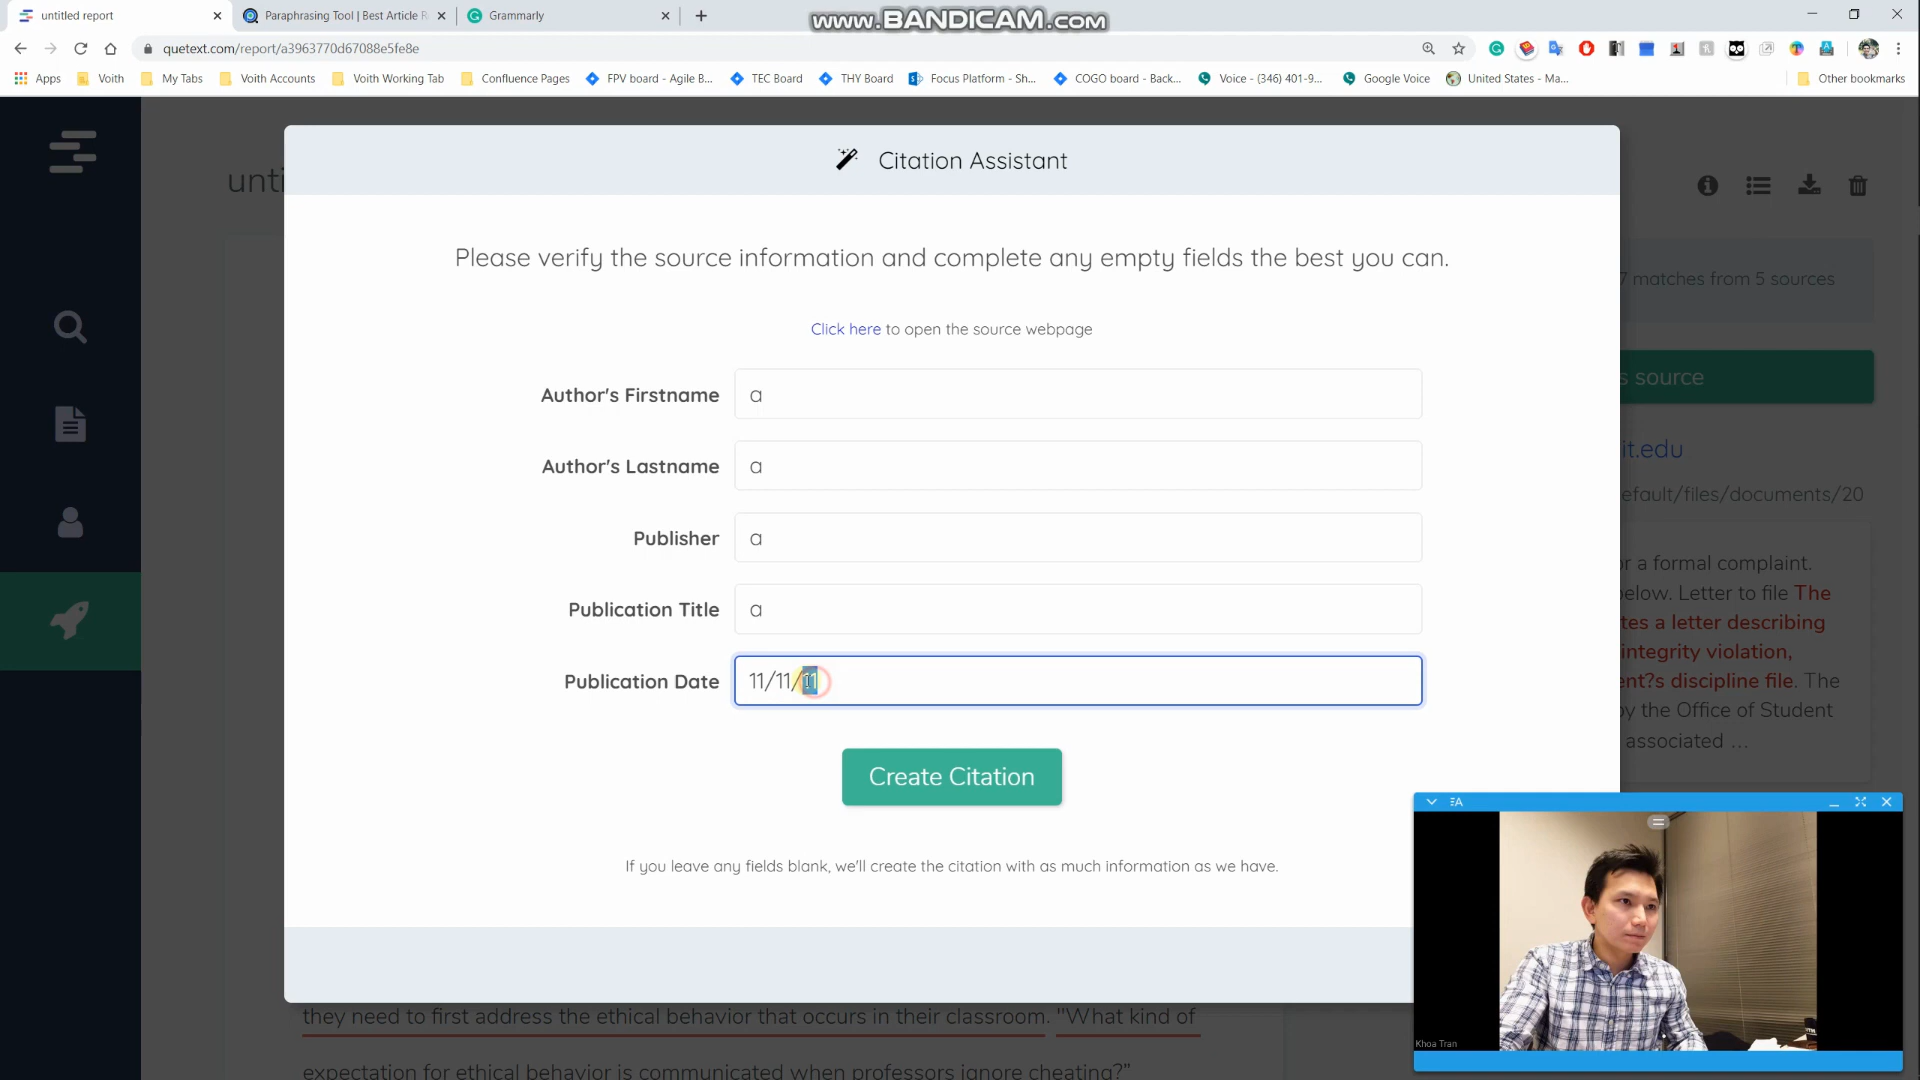 untitled report
Paraphrasing Tool | Best Article R
Grammarly
www.BANDICAM.com
quetext.com/report/a3963770d67088e5fe8e
Apps
Voith
My Tabs
Voith Accounts
Voith Working Tab
Confluence Pages
FPV board - Agile B...
TEC Board
THY Board
Focus Platform - Sh...
COGO board - Back...
Voice - (346) 401-9...
Google Voice
United States - Ma...
Other bookmarks
unti
Citation Assistant
Please verify the source information and complete any empty fields the best you can.
7 matches from 5 sources
Click here to open the source webpage
s source
Author's Firstname
a
it.edu
Author's Lastname
a
efault/files/documents/20
Publisher
a
r a formal complaint.
elow. Letter to file The
Publication Title
a
tes a letter describing
integrity violation,
Publication Date
11/11/11
ent?s discipline file. The
by the Office of Student
associated ...
Create Citation
If you leave any fields blank, we'll create the citation with as much information as we have.
they need to first address the ethical behavior that occurs in their classroom. "What kind of
Khoa Tran
expectation for ethical behavior is communicated when professors ignore cheating?"